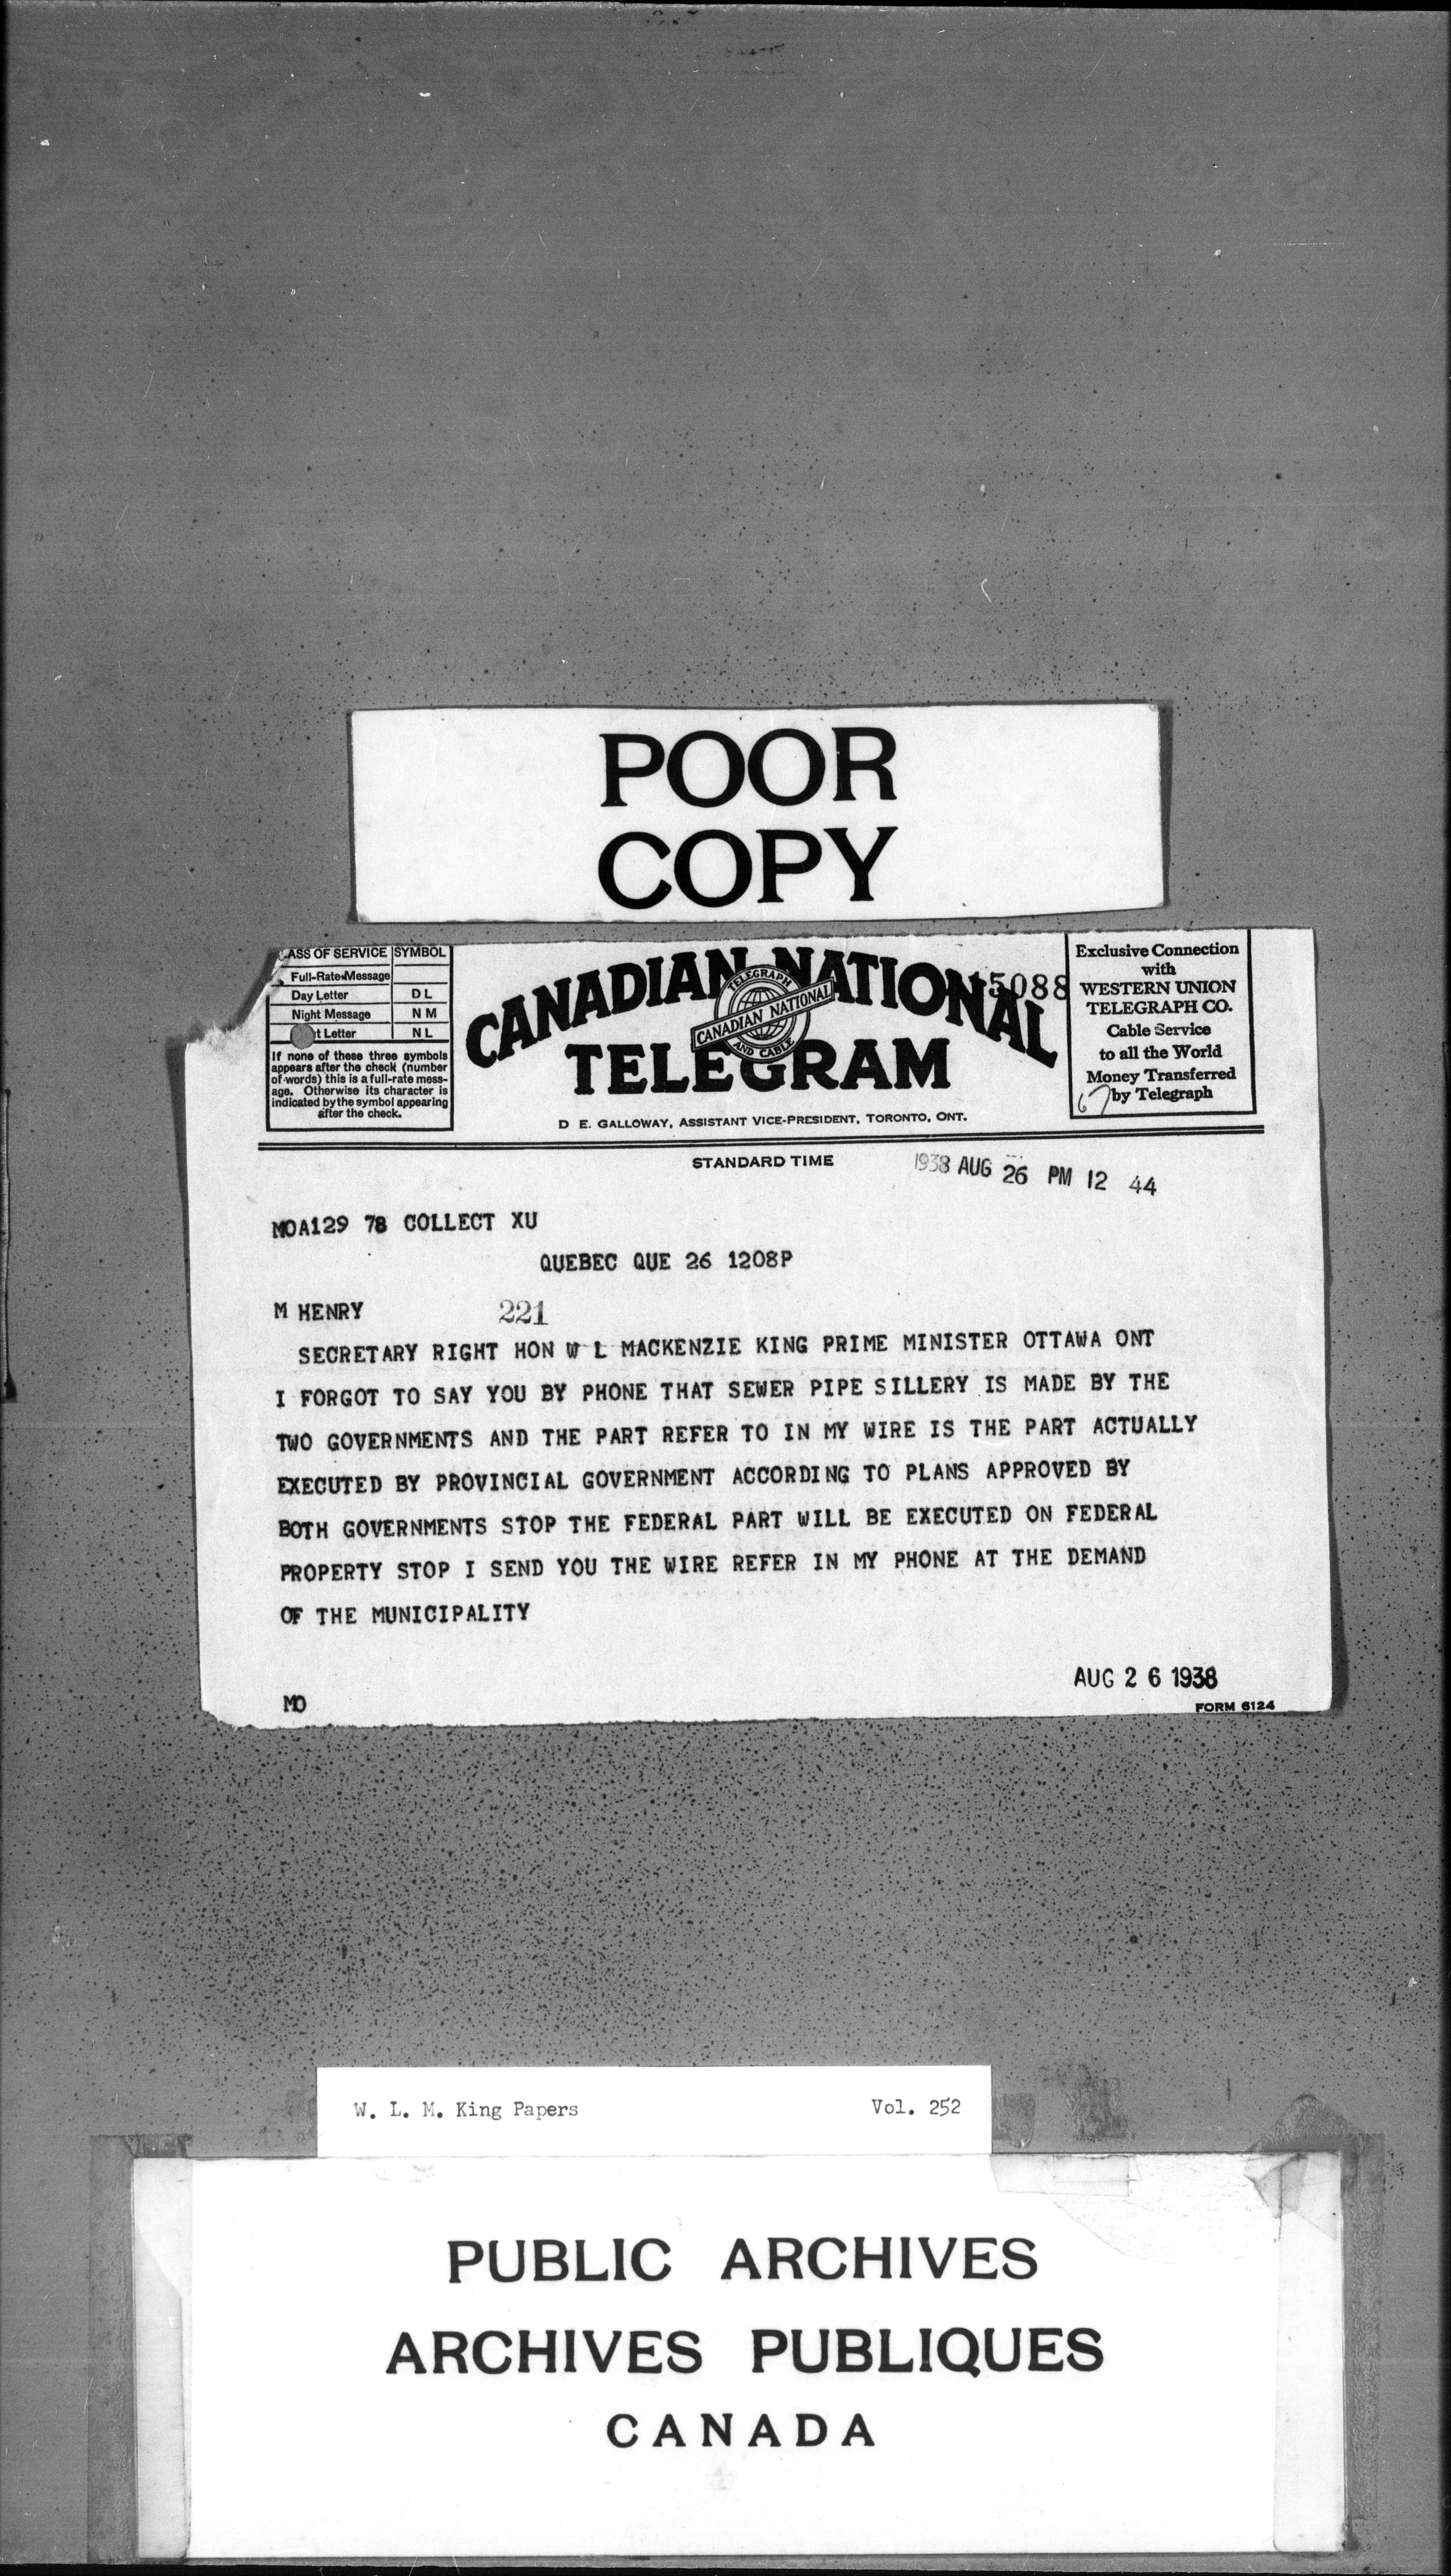 POOR
COPY
ASS OF SERVICE SYMBOL
Full-Rate Message
Day Letter D L
Night Message N M
t Letter N L
If none of these three symbols
appears after the check (number
of words) this is a full-rate mess-
age. Otherwise its character is
indicated by the symbol appearing
after the check.
CANADIAN NATIONAL
TELEGRAM
TELEGRAPH
CANADIAN NATIONAL
AND CABLE
5088
D E. GALLOWAY, ASSISTANT VICE-PRESIDENT, TORONTO, ONT.
Exclusive Connection
with
WESTERN UNION
TELEGRAPH CO.
Cable Service
to all the World
Money Transferred
by Telegraph
STANDARD TIME
1938 AUG 26 PM 12 44
MOA129 78 COLLECT XU
QUEBEC QUE 26 1208P
M HENRY 221
SECRETARY RIGHT HON W L MACKENZIE KING PRIME MINISTER OTTAWA ONT
I FORGOT TO SAY YOU BY PHONE THAT SEWER PIPE SILLERY IS MADE BY THE
TWO GOVERNMENTS AND THE PART REFER TO IN MY WIRE IS THE PART ACTUALLY
EXECUTED BY PROVINCIAL GOVERNMENT ACCORDING TO PLANS APPROVED BY
BOTH GOVERNMENTS STOP THE FEDERAL PART WILL BE EXECUTED ON FEDERAL
PROPERTY STOP I SEND YOU THE WIRE REFER IN MY PHONE AT THE DEMAND
OF THE MUNICIPALITY
AUG 26 1938
MO
FORM 6124
W. L. M. King Papers Vol. 252
PUBLIC ARCHIVES
ARCHIVES PUBLIQUES
CANADA